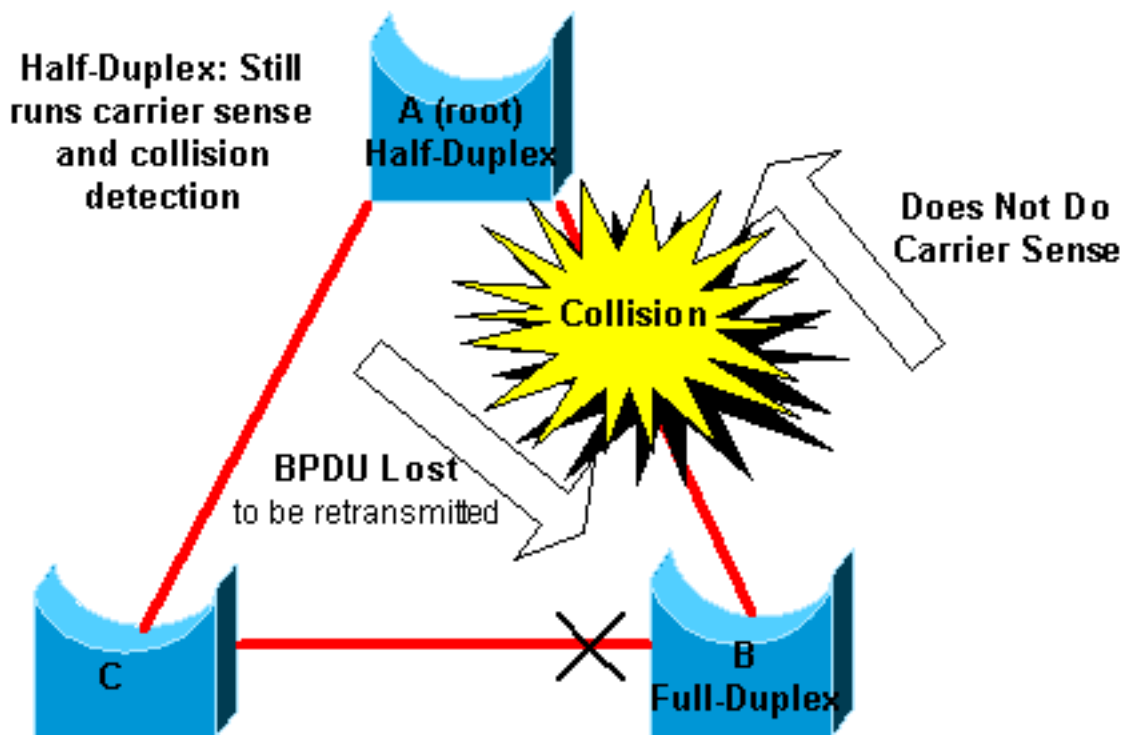 Half-Duplex: Still
runs carrier sense
and collision
detection
A (root)
Half-Duplex
Does Not Do
Carrier Sense
Collision
BPDU Lost
to be retransmitted
C
B
Full-Duplex